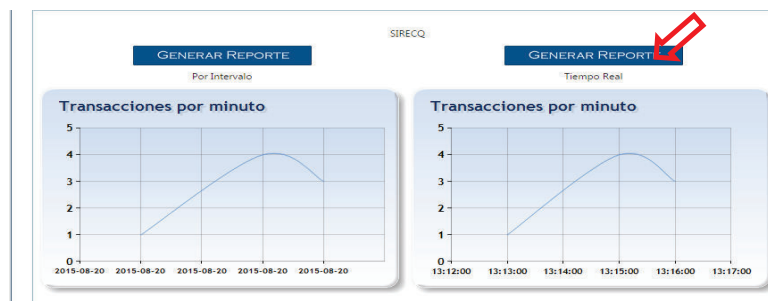 SIRECQ
GENERAR REPORTE
Por Intervalo
Transacciones por minuto
5
4
3
2
1
0
2015-08-20 2015-08-20 2015-08-20 2015-08-20 2015-08-20
GENERAR REPORTE
Tiempo Real
Transacciones por minuto
5
4
3
2
1
0
13:12:00 13:13:00 13:14:00 13:15:00 13:16:00 13:17:00